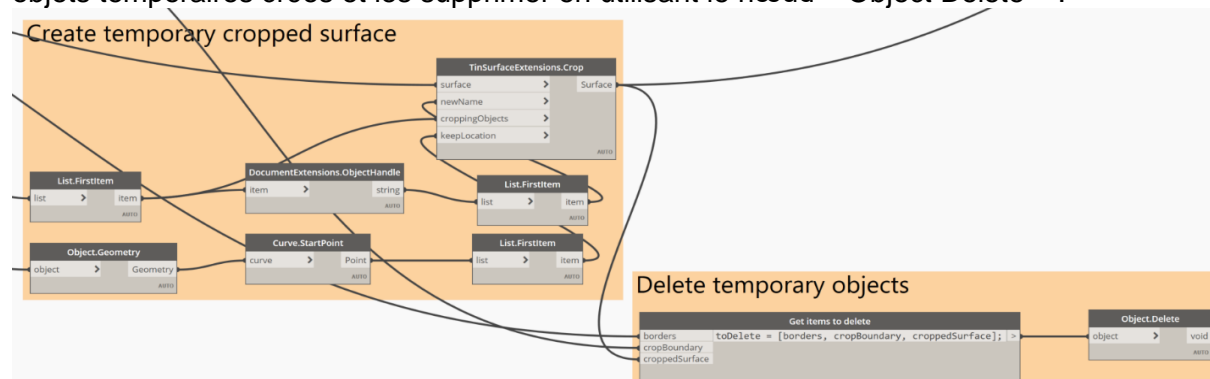 objets temporaires créés et les supprimer en utilisant le nœud « Object Delete » .
Create temporary cropped surface
TinSurfaceExtensions.Crop
surface > Surface
newName >
croppingObjects >
keepLocation >
AUTO
List.FirstItem
list > item
AUTO
DocumentExtensions.ObjectHandle
item > string
AUTO
List.FirstItem
list > item
AUTO
Object.Geometry
object > Geometry
AUTO
Curve.StartPoint
curve > Point
AUTO
List.FirstItem
list > item
AUTO
Delete temporary objects
Get items to delete
borders toDelete = [borders, cropBoundary, croppedSurface]; >
cropBoundary
croppedSurface
Object.Delete
object > void
AUTO